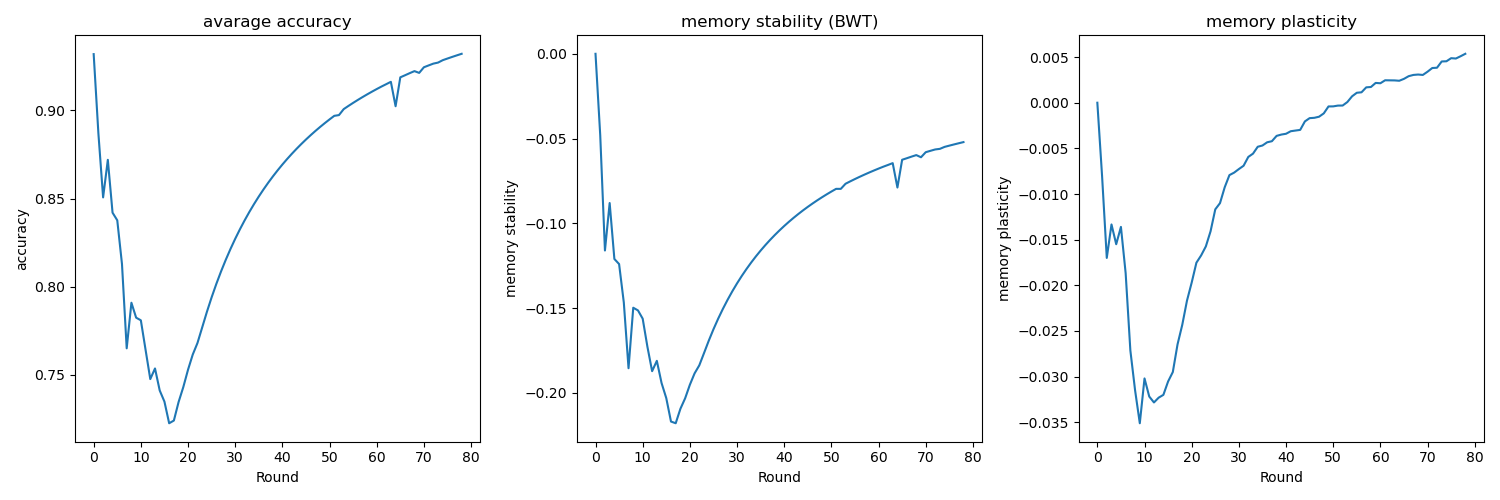 avarage accuracy
accuracy
0.90
0.85
0.80
0.75
0 10 20 30 40 50 60 70 80
Round
memory stability (BWT)
memory stability
0.00
−0.05
−0.10
−0.15
−0.20
0 10 20 30 40 50 60 70 80
Round
memory plasticity
memory plasticity
0.005
0.000
−0.005
−0.010
−0.015
−0.020
−0.025
−0.030
−0.035
0 10 20 30 40 50 60 70 80
Round